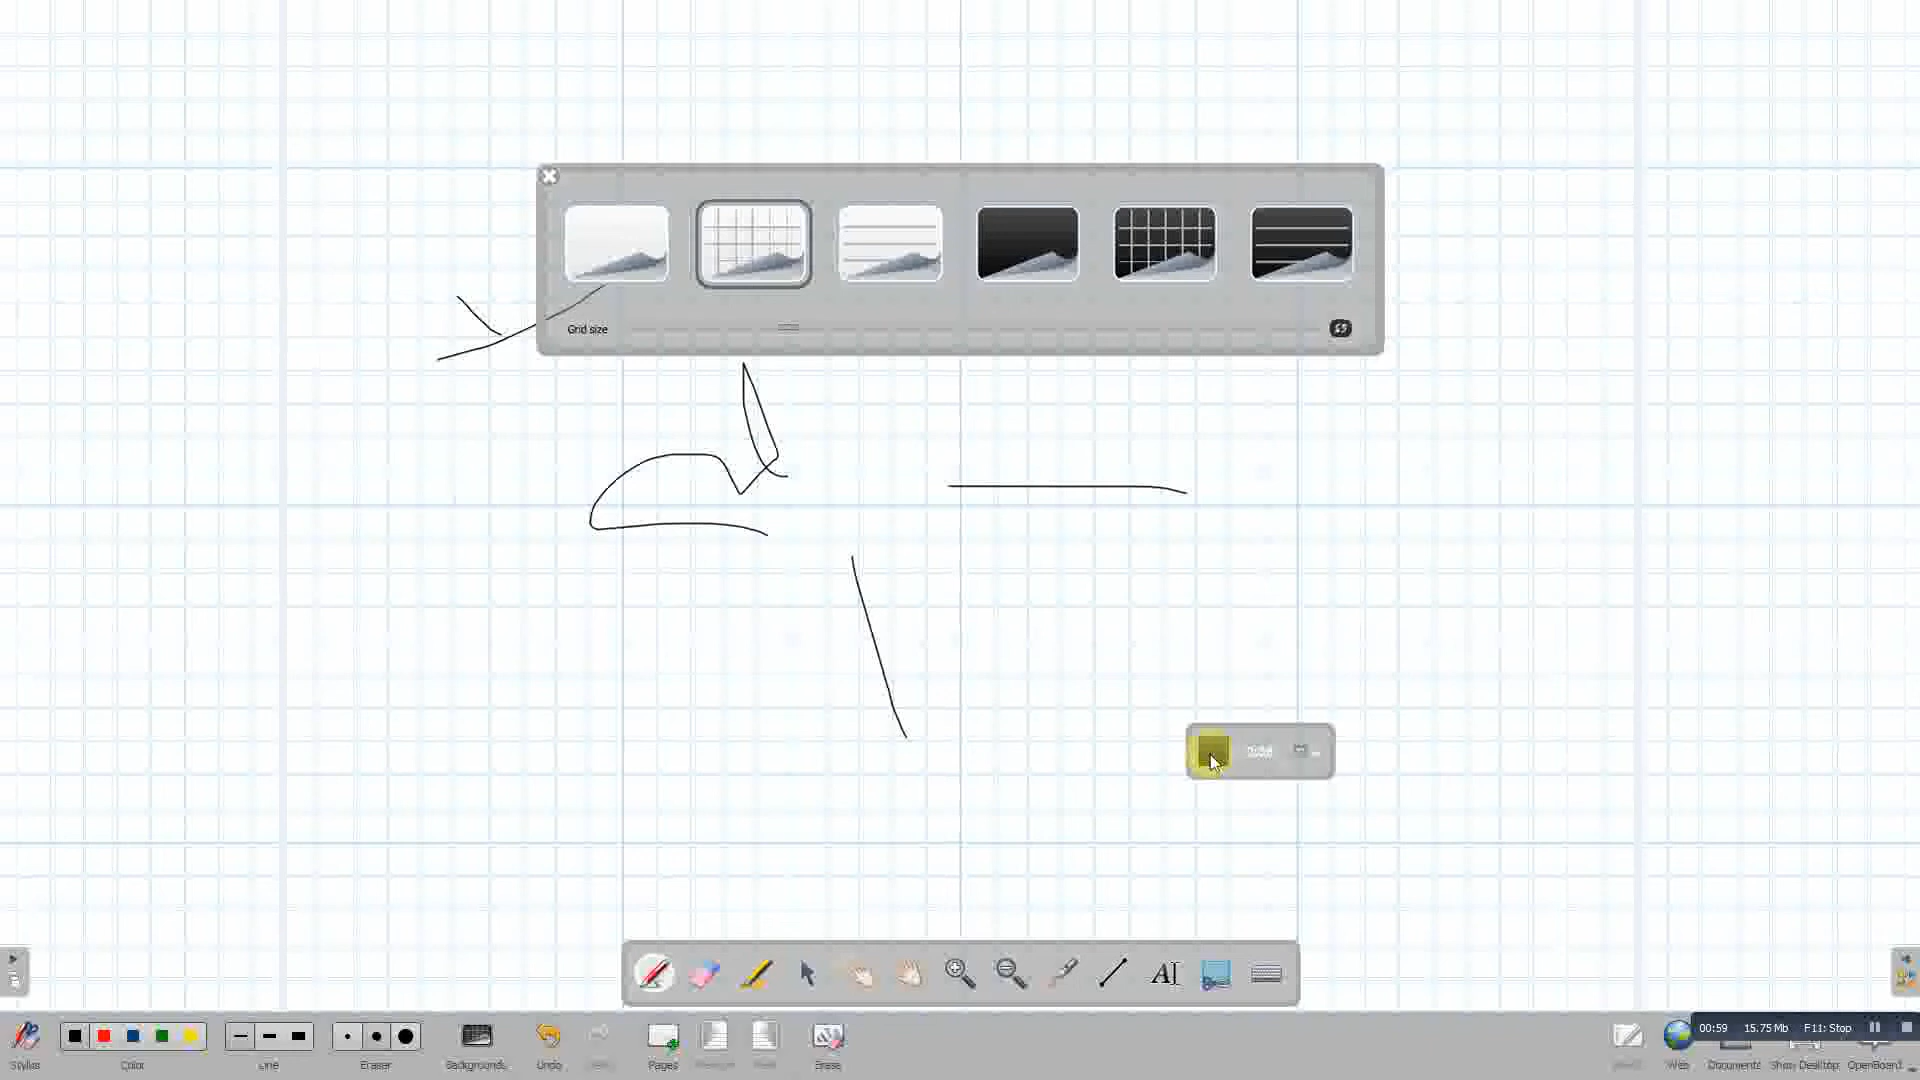 Grid size
AI
00:59 15.75 Mb F11: Stop
Stylus Color Line Eraser Backgrounds Undo Pages Erase Web Documents Show Desktop OpenBoard